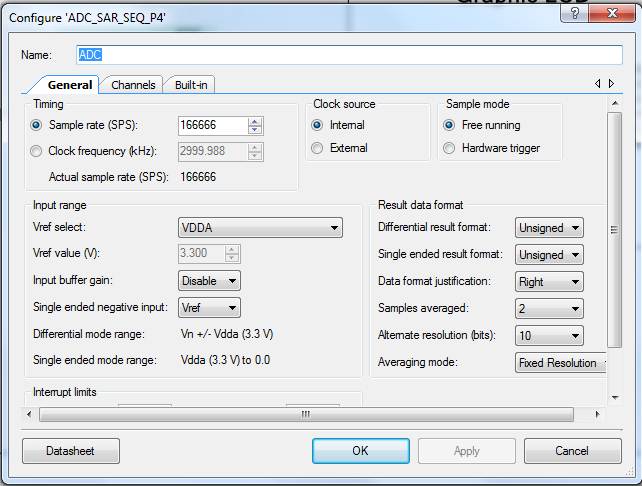 Configure 'ADC_SAR_SEQ_P4'
Name: ADC
General Channels Built-in
Timing
Sample rate (SPS): 166666
Clock frequency (kHz): 2999.988
Actual sample rate (SPS): 166666
Clock source
Internal
External
Sample mode
Free running
Hardware trigger
Input range
Vref select: VDDA
Vref value (V): 3.300
Input buffer gain: Disable
Single ended negative input: Vref
Differential mode range: Vn +/- Vdda (3.3 V)
Single ended mode range: Vdda (3.3 V) to 0.0
Result data format
Differential result format: Unsigned
Single ended result format: Unsigned
Data format justification: Right
Samples averaged: 2
Alternate resolution (bits): 10
Averaging mode: Fixed Resolution
Interrupt limits
Datasheet OK Apply Cancel